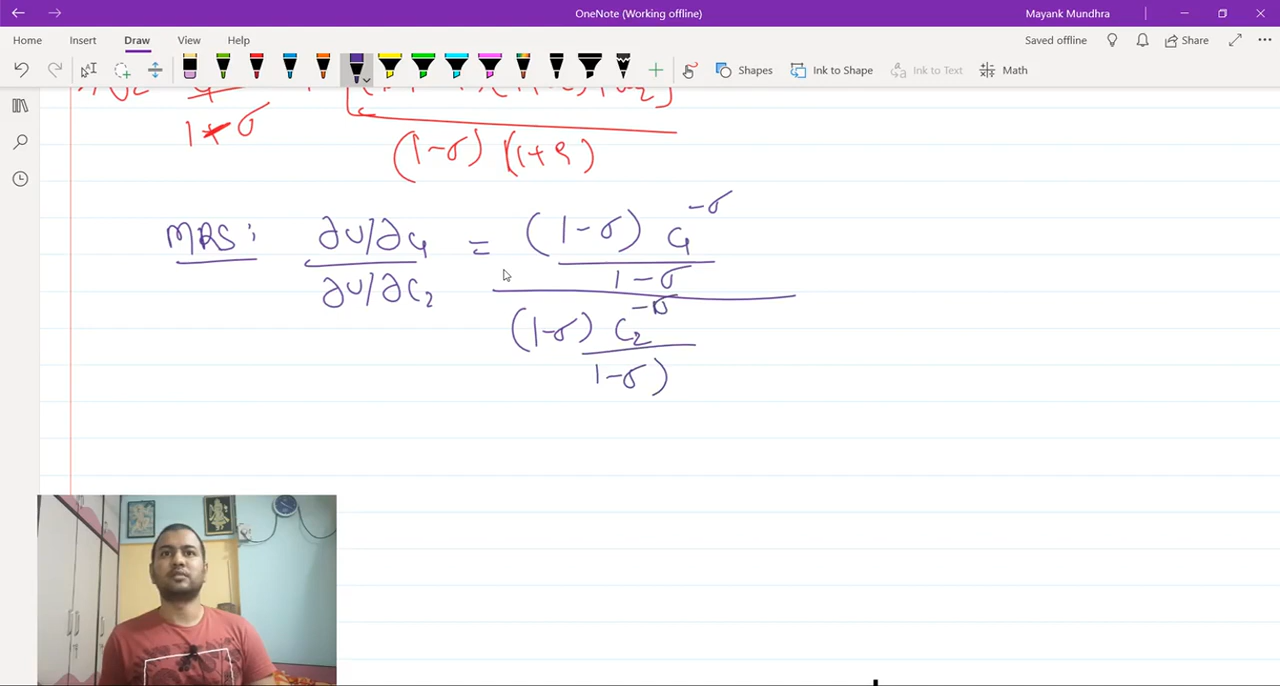 OneNote (Working offline)
Mayank Mundhra
Home Insert Draw View Help
Saved offline Share
Shapes Ink to Shape Ink to Text Math
1+σ
(1-σ) (1+ρ)
MRS: ∂U/∂C₁ = (1-σ) C₁^-σ
1-σ
∂U/∂C₂
(1-σ) C₂^-σ
1-σ)